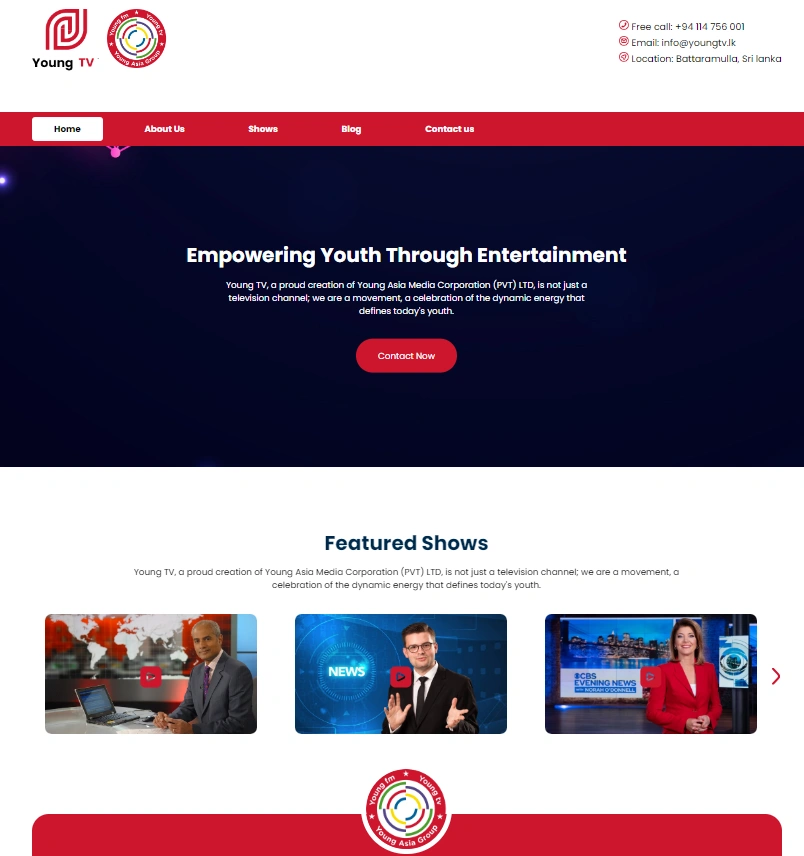 Young TV
Young fm
Young tv
Young Asia Group
Free call: +94 114 756 001
Email: info@youngtv.lk
Location: Battaramulla, Sri lanka
Home
About Us
Shows
Blog
Contact us
Empowering Youth Through Entertainment
Young TV, a proud creation of Young Asia Media Corporation (PVT) LTD, is not just a
television channel; we are a movement, a celebration of the dynamic energy that
defines today's youth.
Contact Now
Featured Shows
Young TV, a proud creation of Young Asia Media Corporation (PVT) LTD, is not just a television channel; we are a movement, a
celebration of the dynamic energy that defines today's youth.
NEWS
CBS
EVENING NEWS
WITH NORAH O'DONNELL
Young fm
Young tv
Young Asia Group